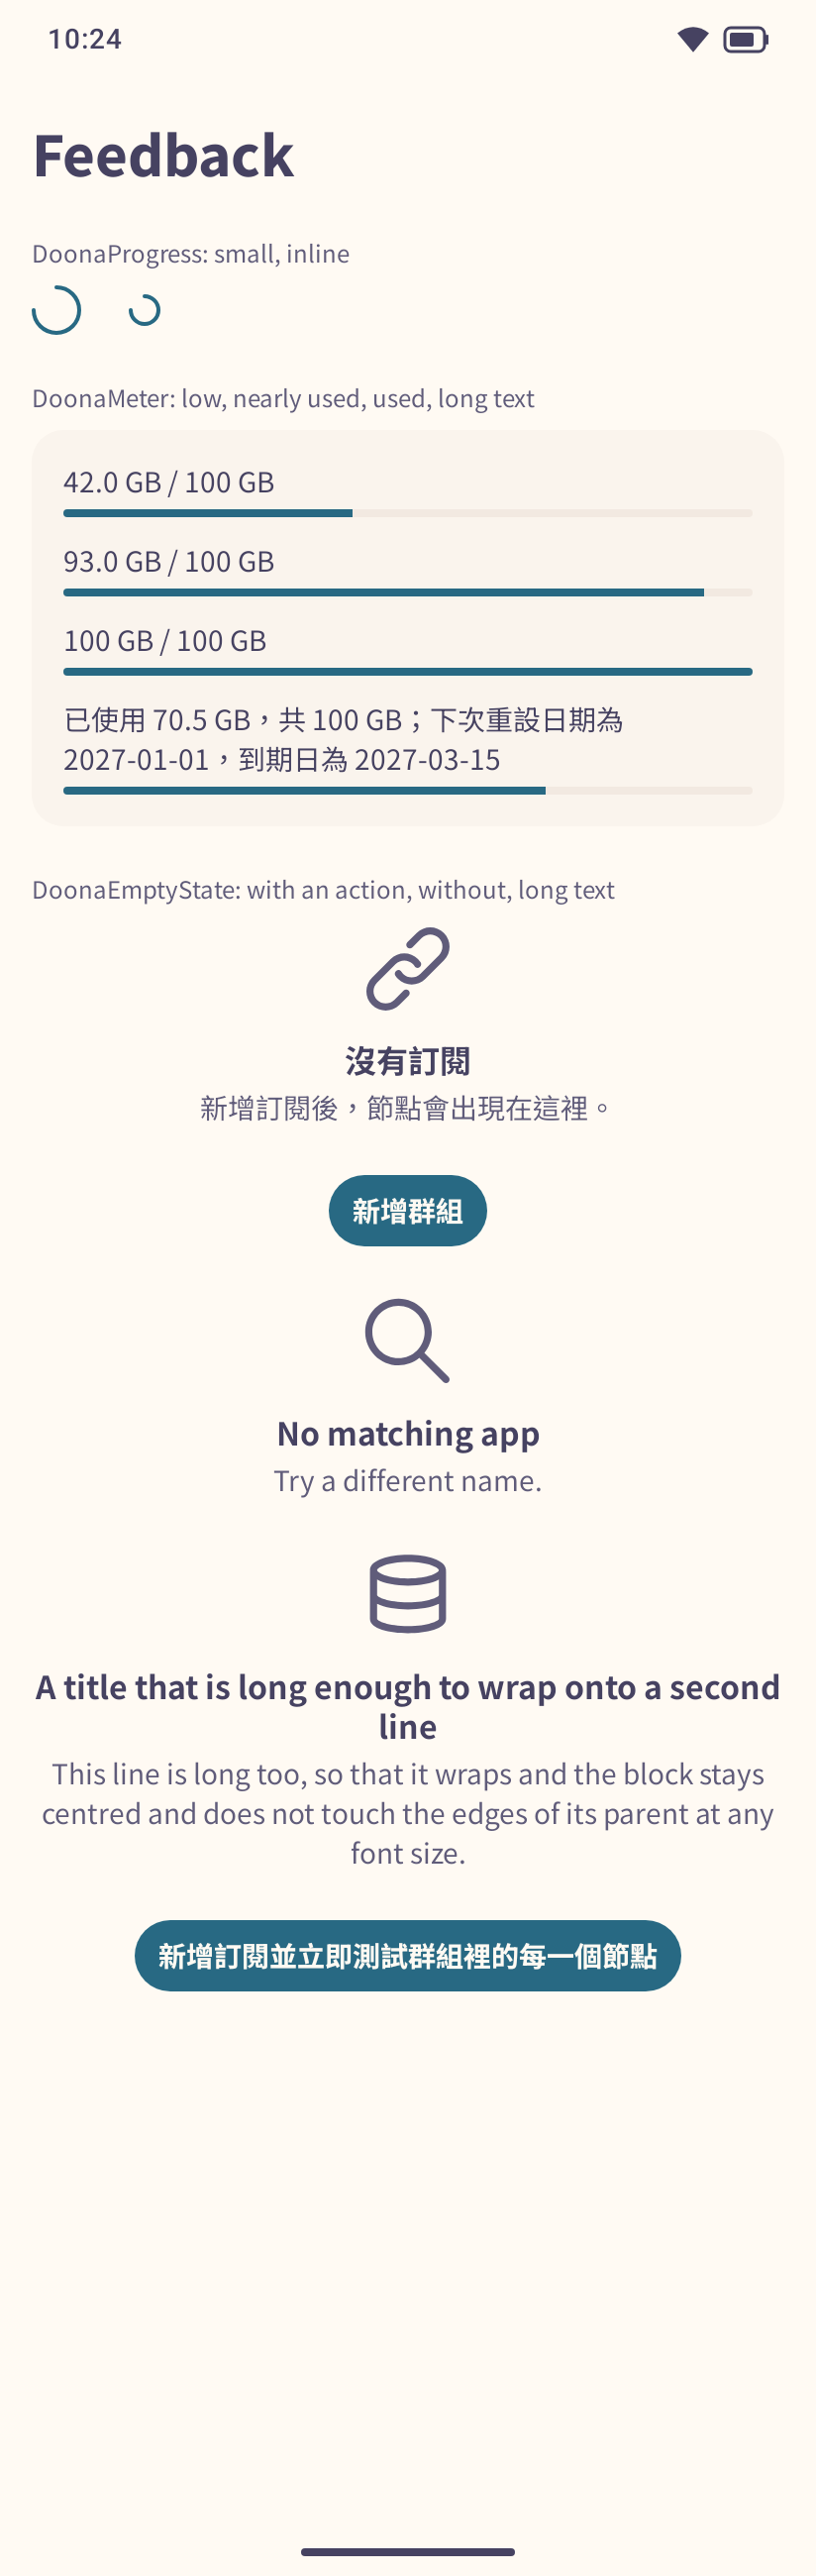 10:24
Feedback
DoonaProgress: small, inline
DoonaMeter: low, nearly used, used, long text
42.0 GB / 100 GB
93.0 GB / 100 GB
100 GB / 100 GB
已使用 70.5 GB，共 100 GB；下次重設日期為
2027-01-01，到期日為 2027-03-15
DoonaEmptyState: with an action, without, long text
沒有訂閱
新增訂閱後，節點會出現在這裡。
新增群組
No matching app
Try a different name.
A title that is long enough to wrap onto a second
line
This line is long too, so that it wraps and the block stays
centred and does not touch the edges of its parent at any
font size.
新增訂閱並立即測試群組裡的每一個節點